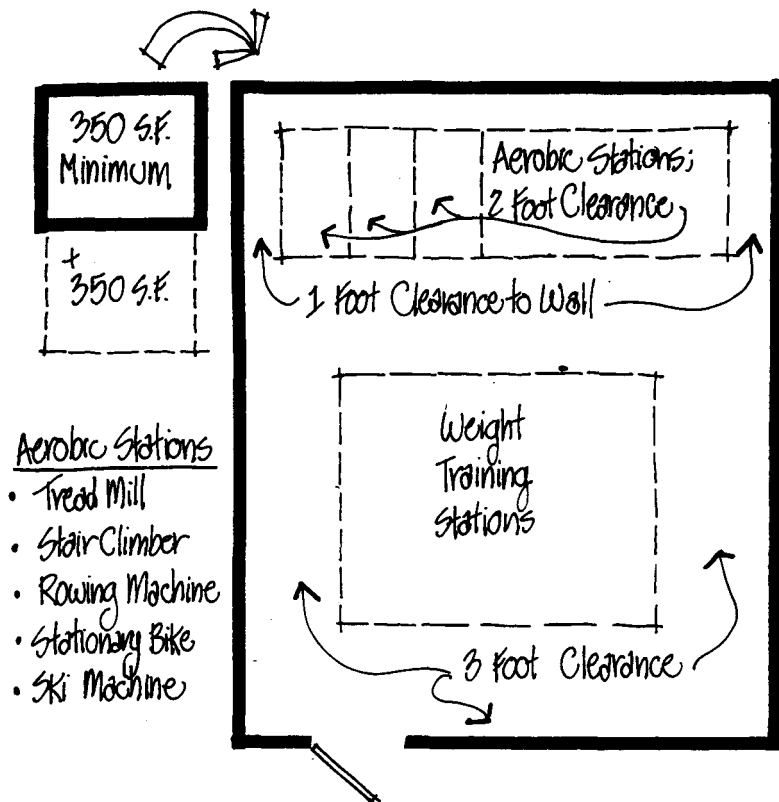 350 S.F.
Minimum
+
350 S.F.
Aerobic Stations;
2 Foot Clearance
1 Foot Clearance to Wall
Weight
Training
Stations
3 Foot Clearance
Aerobic Stations
• Tread Mill
• Stair Climber
• Rowing Machine
• Stationary Bike
• Ski Machine